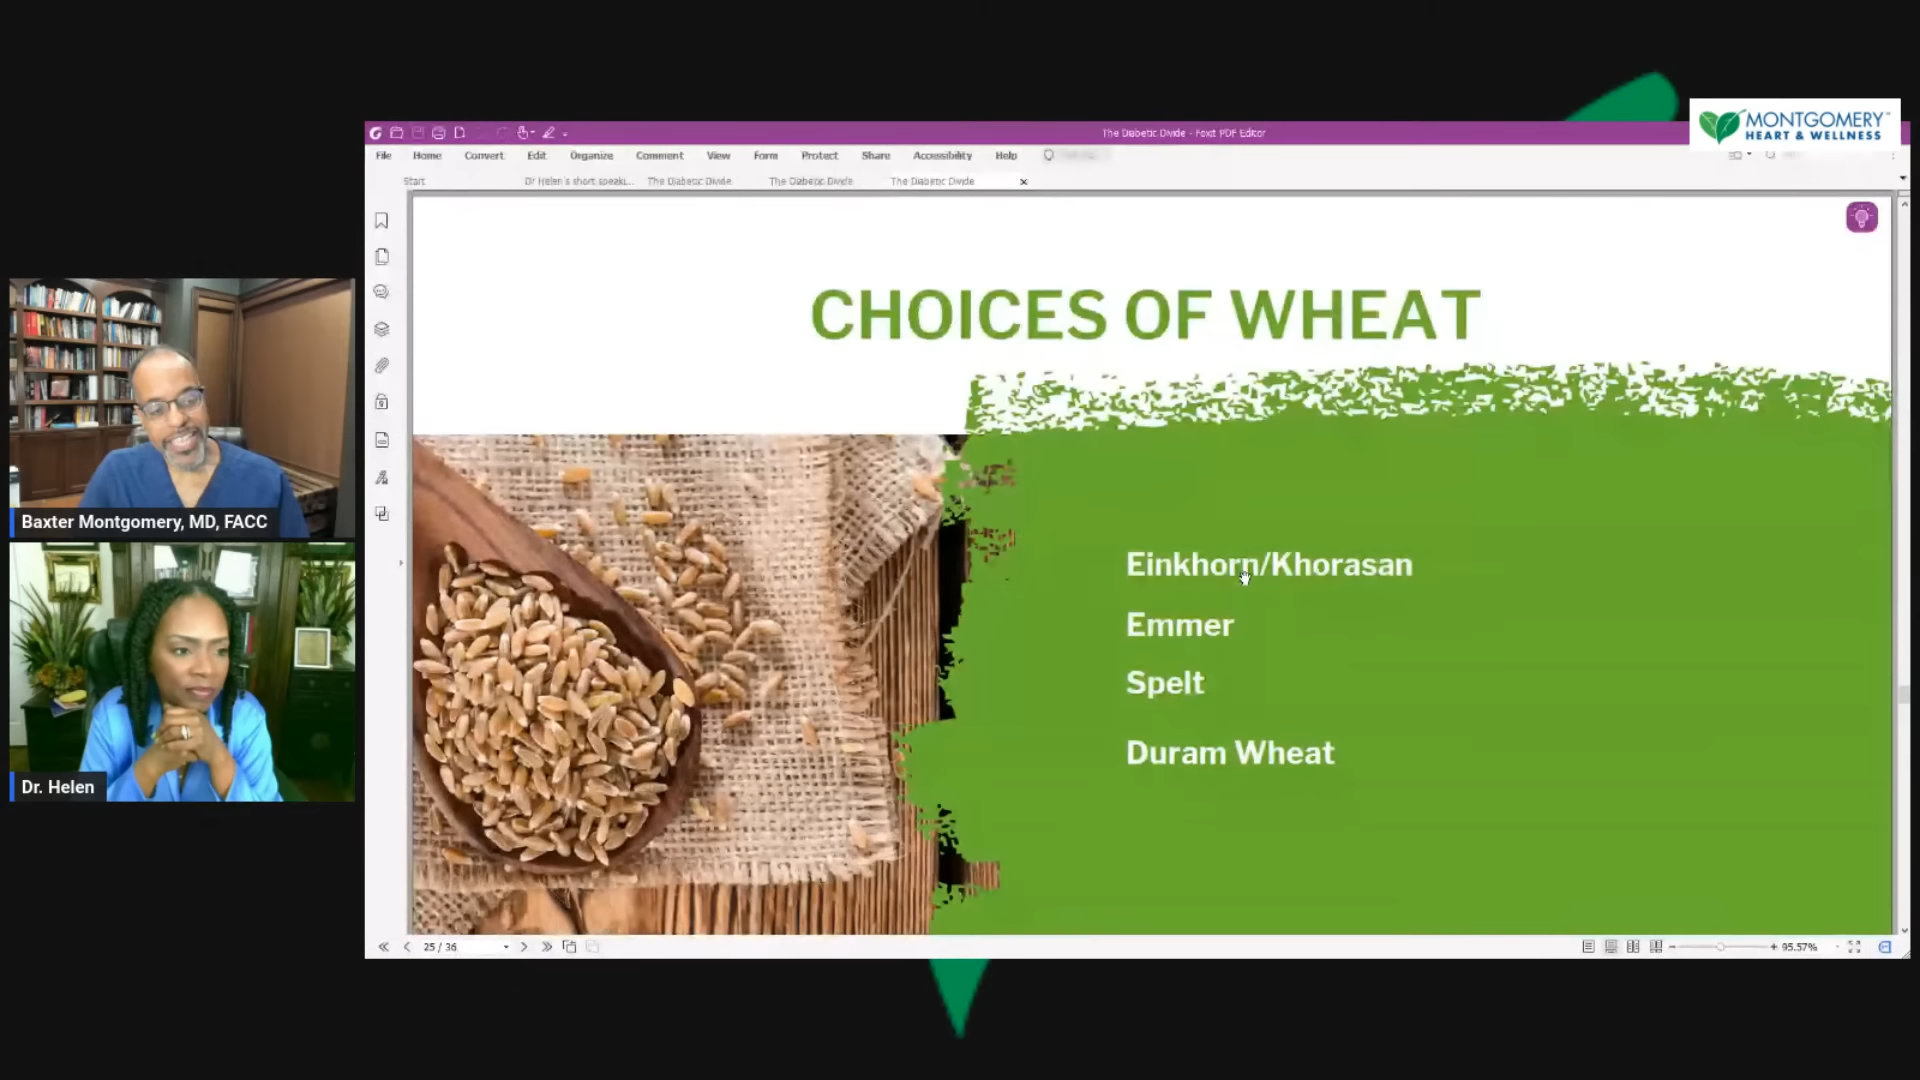 MONTGOMERY™
HEART & WELLNESS
The Diabetic Divide - Foxit PDF Editor
File Home Convert Edit Organize Comment View Form Protect Share Accessibility Help
Start Dr Helen's short speaki... The Diabetic Divide The Diabetic Divide The Diabetic Divide
CHOICES OF WHEAT
Einkhorn/Khorasan
Emmer
Spelt
Duram Wheat
Baxter Montgomery, MD, FACC
Dr. Helen
25 / 36
95.57%